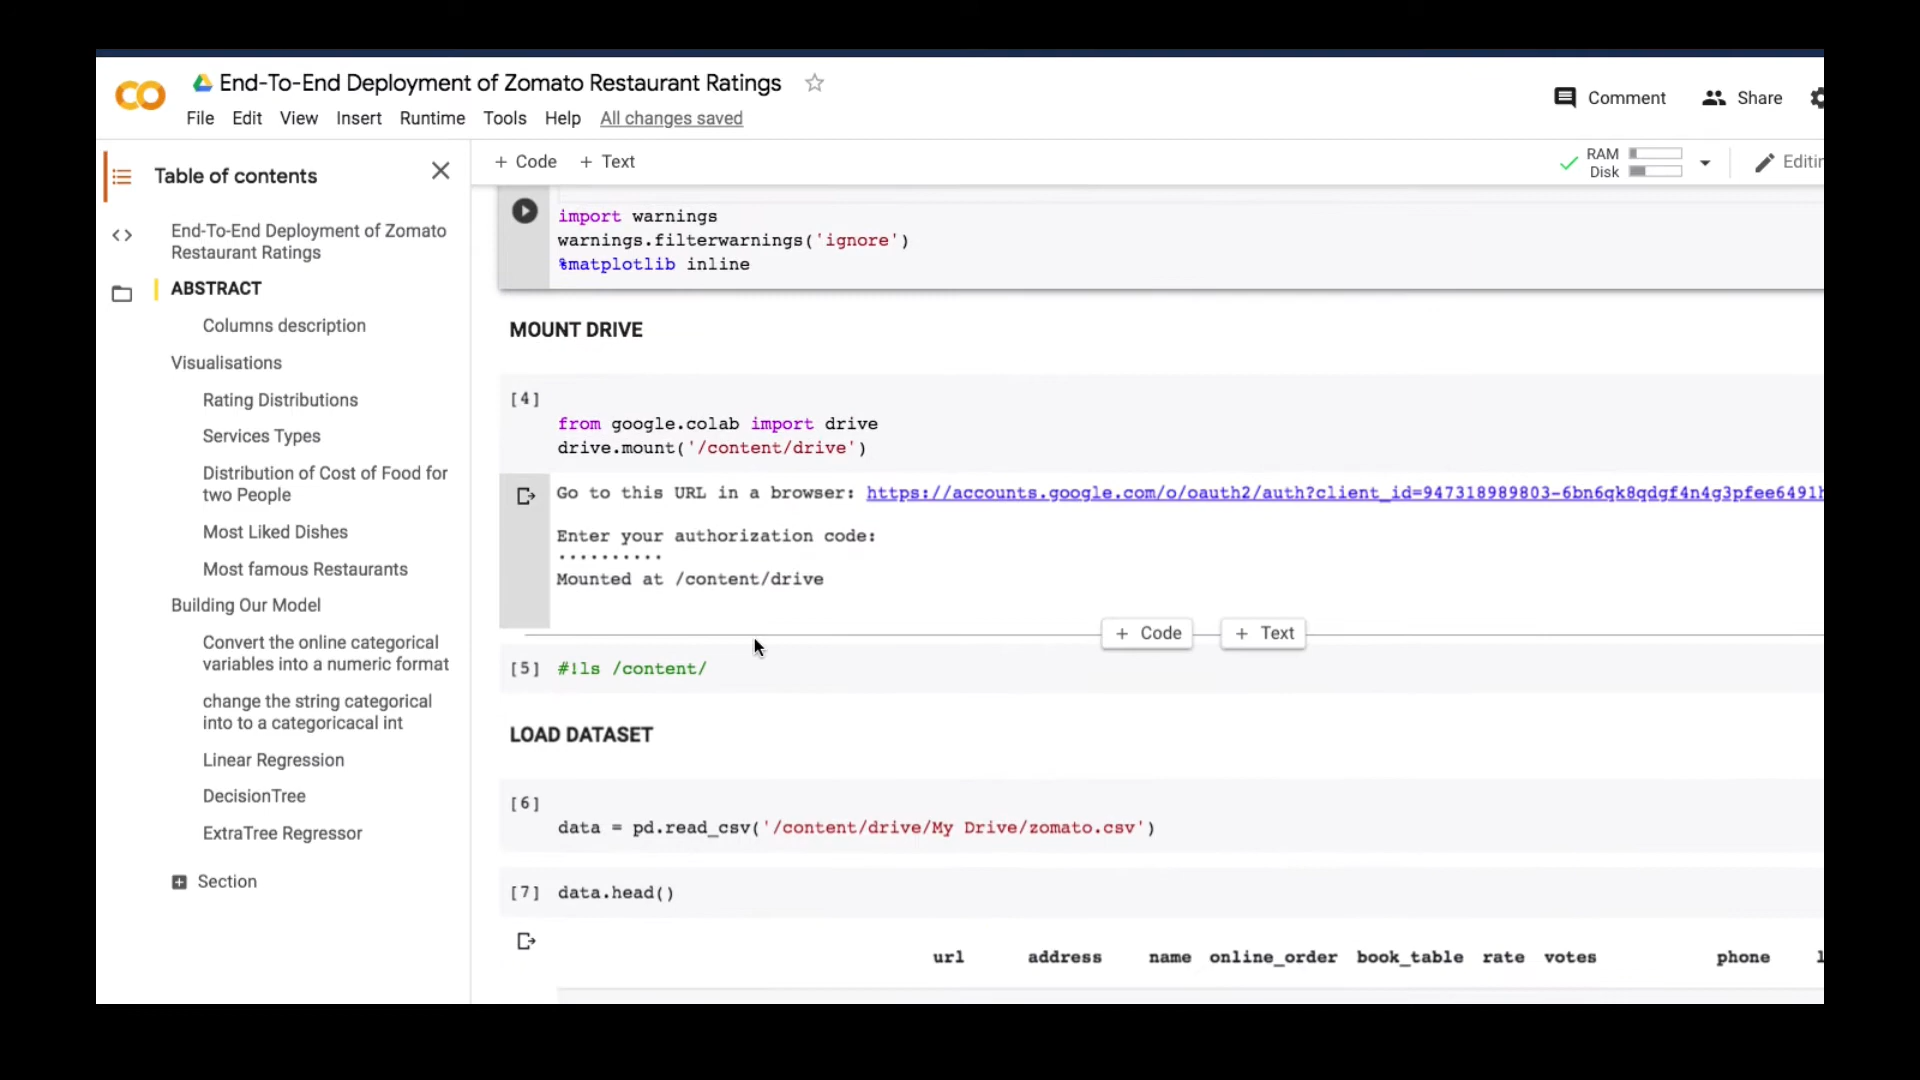 End-To-End Deployment of Zomato Restaurant Ratings
Comment
Share
File Edit View Insert Runtime Tools Help All changes saved
Table of contents
+ Code + Text
RAM
Disk
End-To-End Deployment of Zomato
Restaurant Ratings
ABSTRACT
Columns description
Visualisations
Rating Distributions
Services Types
Distribution of Cost of Food for
two People
Most Liked Dishes
Most famous Restaurants
Building Our Model
Convert the online categorical
variables into a numeric format
change the string categorical
into to a categoricacal int
Linear Regression
DecisionTree
ExtraTree Regressor
Section
import warnings
warnings.filterwarnings('ignore')
%matplotlib inline
MOUNT DRIVE
[4]
from google.colab import drive
drive.mount('/content/drive')
Go to this URL in a browser: https://accounts.google.com/o/oauth2/auth?client_id=947318989803-6bn6qk8qdgf4n4g3pfee6491
Enter your authorization code:
··········
Mounted at /content/drive
+ Code + Text
[5] #!ls /content/
LOAD DATASET
[6]
data = pd.read_csv('/content/drive/My Drive/zomato.csv')
[7] data.head()
url address name online_order book_table rate votes phone